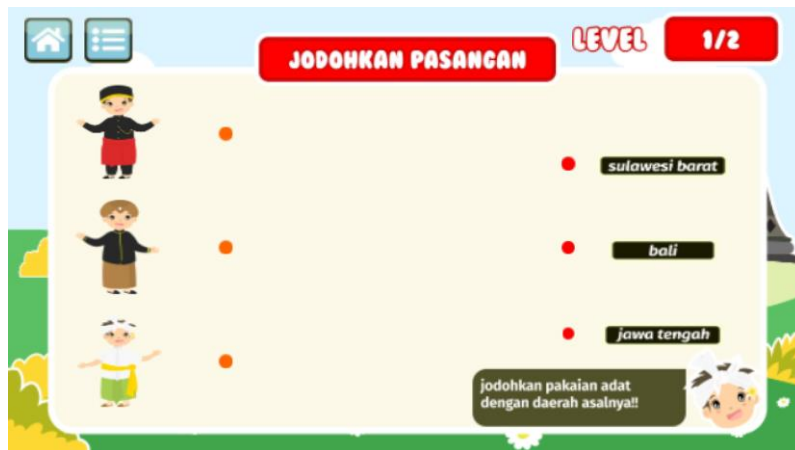 LEVEL
1/2
JODOHKAN PASANGAN
sulawesi barat
bali
jawa tengah
jodohkan pakaian adat
dengan daerah asalnya!!